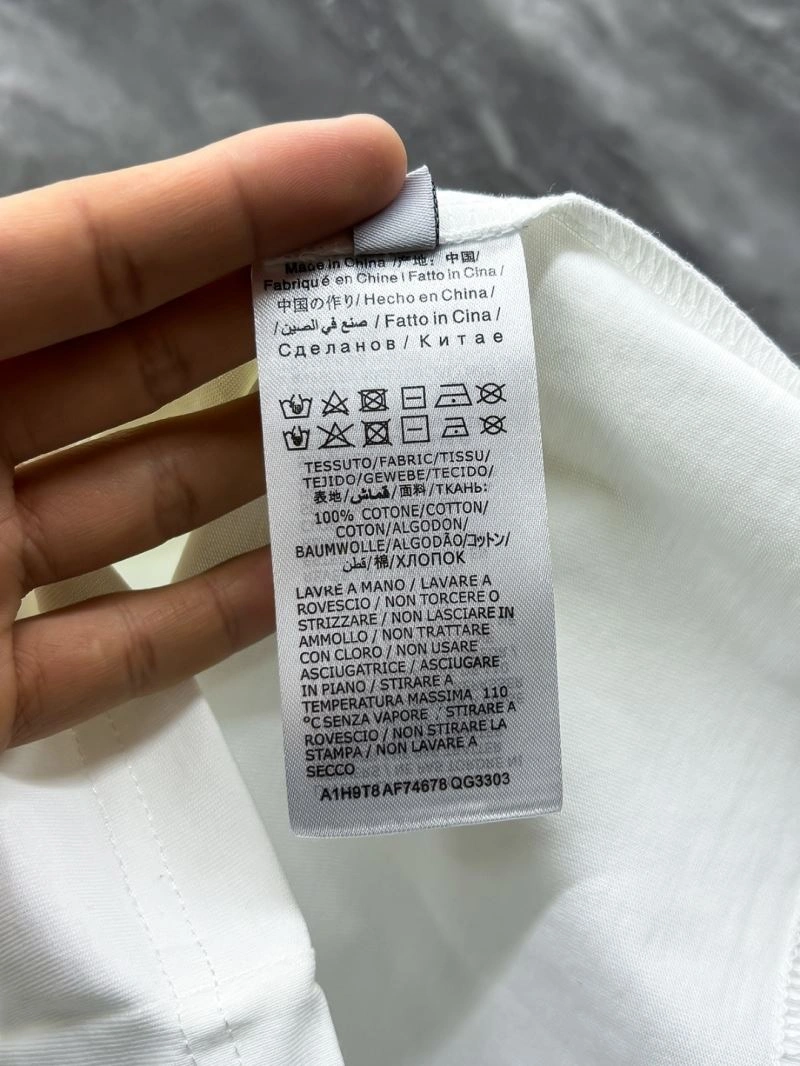 Made in China /产地：中国/
Fabriqué en Chine | Fatto in Cina /
中国の作り/ Hecho en China /
/ صنع في الصين / Fatto in Cina /
Сделанов / Китае
TESSUTO/FABRIC/TISSU/
TEJIDO/GEWEBE/TECIDO/
表地/قماش/面料/ТКАНЬ:
100% COTONE/COTTON/
COTON/ALGODON/
BAUMWOLLE/ALGODÃO/コットン/
قطن/棉/ХЛОПОК
LAVRE A MANO / LAVARE A
ROVESCIO / NON TORCERE O
STRIZZARE / NON LASCIARE IN
AMMOLLO / NON TRATTARE
CON CLORO / NON USARE
ASCIUGATRICE / ASCIUGARE
IN PIANO / STIRARE A
TEMPERATURA MASSIMA 110
°C SENZA VAPORE / STIRARE A
ROVESCIO / NON STIRARE LA
STAMPA / NON LAVARE A
SECCO
A1H9T8 AF74678 QG3303